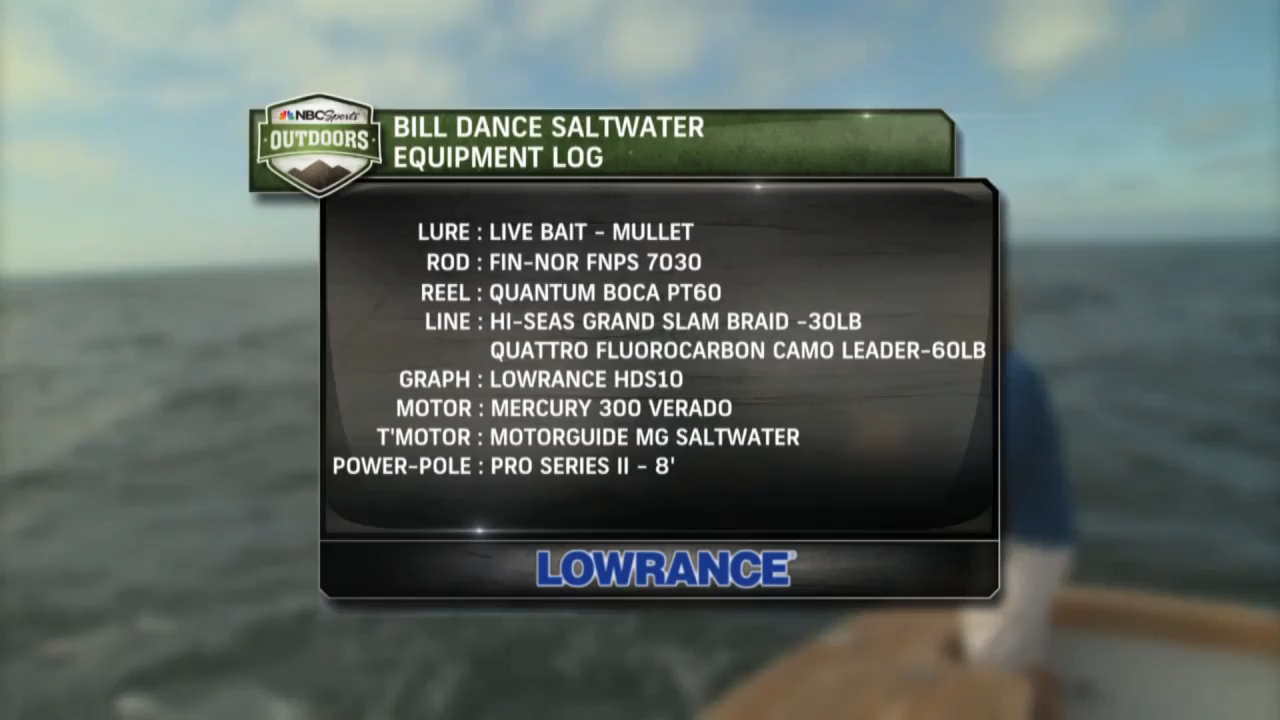 NBC Sports
OUTDOORS
BILL DANCE SALTWATER
EQUIPMENT LOG
LURE : LIVE BAIT - MULLET
ROD : FIN-NOR FNPS 7030
REEL : QUANTUM BOCA PT60
LINE : HI-SEAS GRAND SLAM BRAID -30LB
QUATTRO FLUOROCARBON CAMO LEADER-60LB
GRAPH : LOWRANCE HDS10
MOTOR : MERCURY 300 VERADO
T'MOTOR : MOTORGUIDE MG SALTWATER
POWER-POLE : PRO SERIES II - 8'
LOWRANCE®